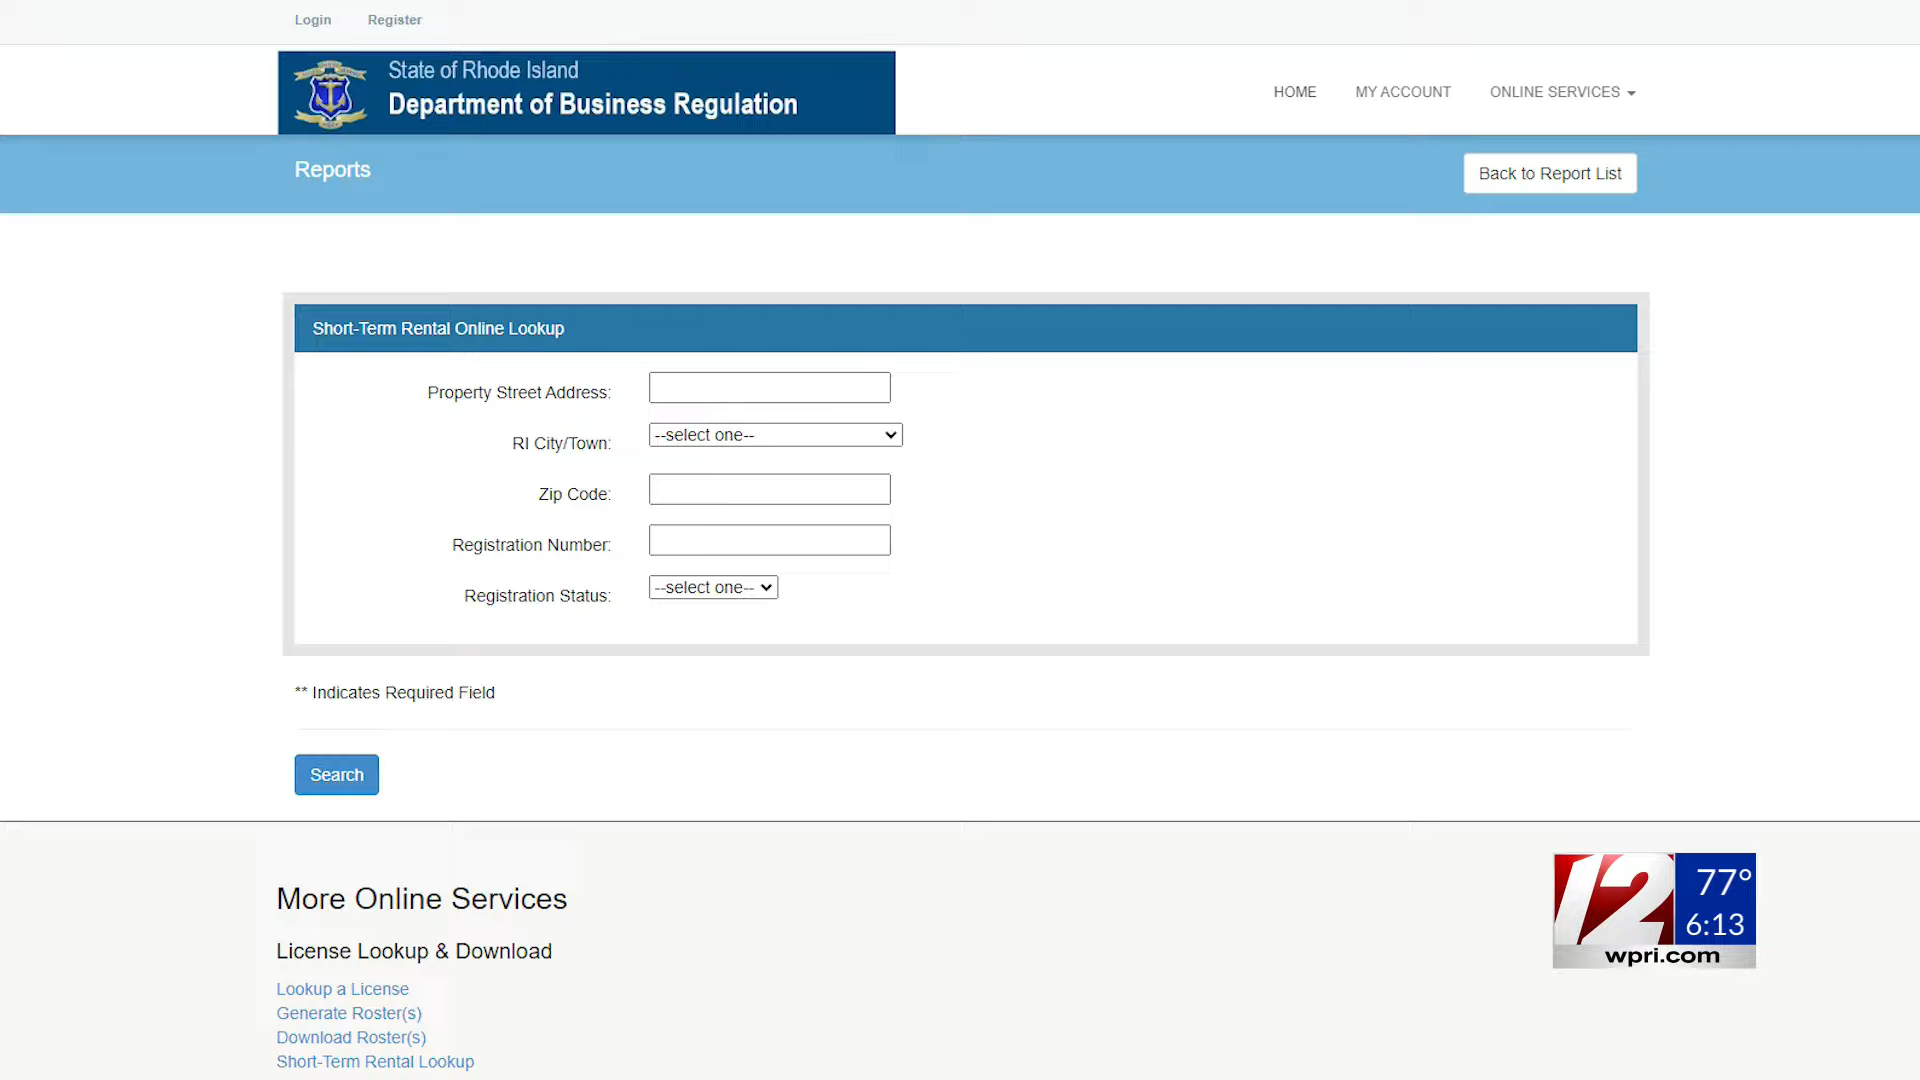 Login Register
State of Rhode Island
Department of Business Regulation
HOME MY ACCOUNT ONLINE SERVICES
Reports
Back to Report List
Short-Term Rental Online Lookup
Property Street Address:
RI City/Town: --select one--
Zip Code:
Registration Number:
Registration Status: --select one--
** Indicates Required Field
Search
More Online Services
License Lookup & Download
Lookup a License
Generate Roster(s)
Download Roster(s)
Short-Term Rental Lookup
12 77°
6:13
wpri.com